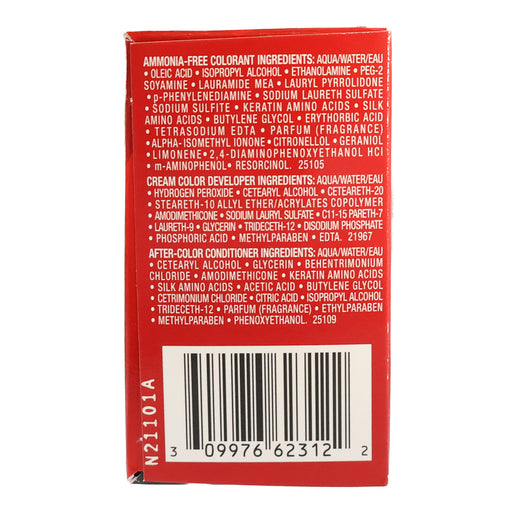 AMMONIA-FREE COLORANT INGREDIENTS: AQUA/WATER/EAU
• OLEIC ACID • ISOPROPYL ALCOHOL • ETHANOLAMINE • PEG-2
SOYAMINE • LAURAMIDE MEA • LAURYL PYRROLIDONE
• p-PHENYLENEDIAMINE • SODIUM LAURETH SULFATE
• SODIUM SULFITE • KERATIN AMINO ACIDS • SILK
AMINO ACIDS • BUTYLENE GLYCOL • ERYTHORBIC ACID
• TETRASODIUM EDTA • PARFUM (FRAGRANCE)
• ALPHA- ISOMETHYL IONONE • CITRONELLOL • GERANIOL
LIMONENE • 2,4-DIAMINOPHENOXYETHANOL HCl
• m-AMINOPHENOL • RESORCINOL. 25105
CREAM COLOR DEVELOPER INGREDIENTS: AQUA/WATER/EAU
• HYDROGEN PEROXIDE • CETEARYL ALCOHOL • CETEARETH-20
• STEARETH-10 ALLYL ETHER/ACRYLATES COPOLYMER
• AMODIMETHICONE • SODIUM LAURYL SULFATE • C11-15 PARETH-7
• LAURETH-9 • GLYCERIN • TRIDECETH-12 • DISODIUM PHOSPHATE
• PHOSPHORIC ACID • METHYLPARABEN • EDTA. 21967
AFTER-COLOR CONDITIONER INGREDIENTS: AQUA/WATER/EAU
• CETEARYL ALCOHOL • GLYCERIN • BEHENTRIMONIUM
CHLORIDE • AMODIMETHICONE • KERATIN AMINO ACIDS
• SILK AMINO ACIDS • ACETIC ACID • BUTYLENE GLYCOL
• CETRIMONIUM CHLORIDE • CITRIC ACID • ISOPROPYL ALCOHOL
• TRIDECETH-12 • PARFUM (FRAGRANCE) • ETHYLPARABEN
• METHYLPARABEN • PHENOXYETHANOL. 25109
N21101A
3 09976 62312 2